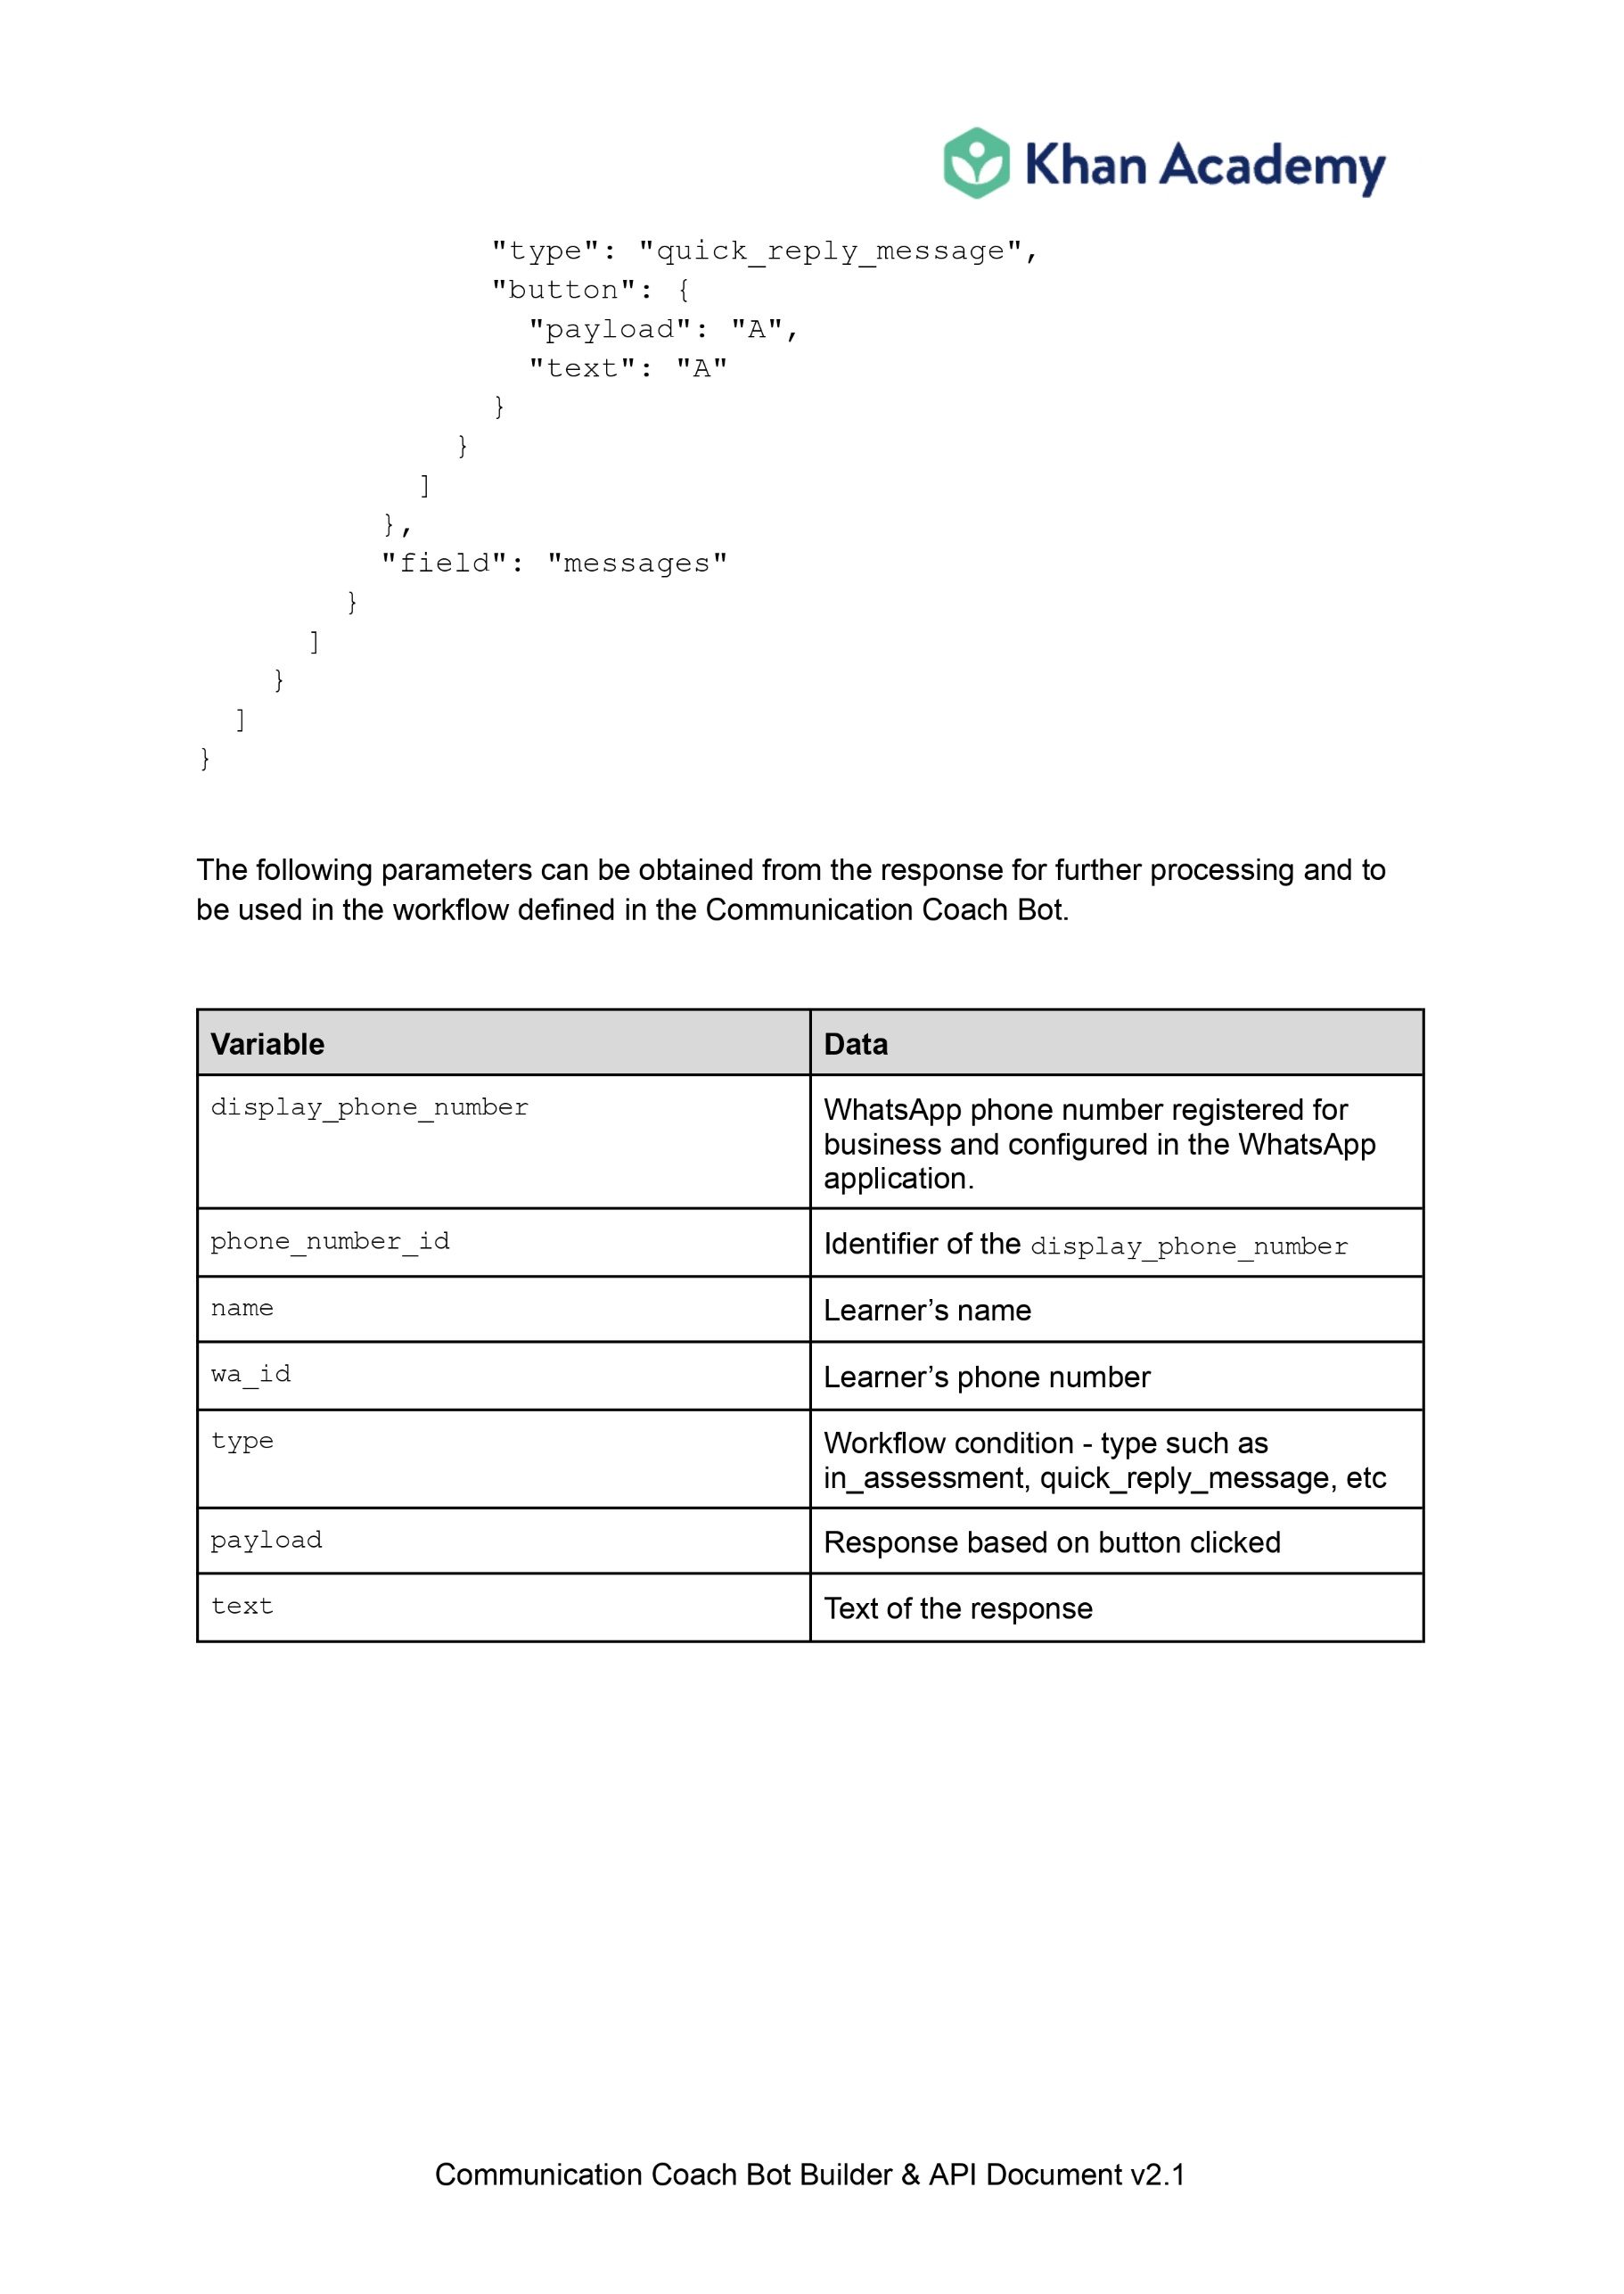 Khan Academy
"type": "quick_reply_message",
"button": {
"payload": "A",
"text": "A"
}
}
]
},
"field": "messages"
}
]
}
]
}
The following parameters can be obtained from the response for further processing and to
be used in the workflow defined in the Communication Coach Bot.
Variable
Data
display_phone_number
WhatsApp phone number registered for
business and configured in the WhatsApp
application.
phone_number_id
Identifier of the display_phone_number
name
Learner’s name
wa_id
Learner’s phone number
type
Workflow condition - type such as
in_assessment, quick_reply_message, etc
payload
Response based on button clicked
text
Text of the response
Communication Coach Bot Builder & API Document v2.1